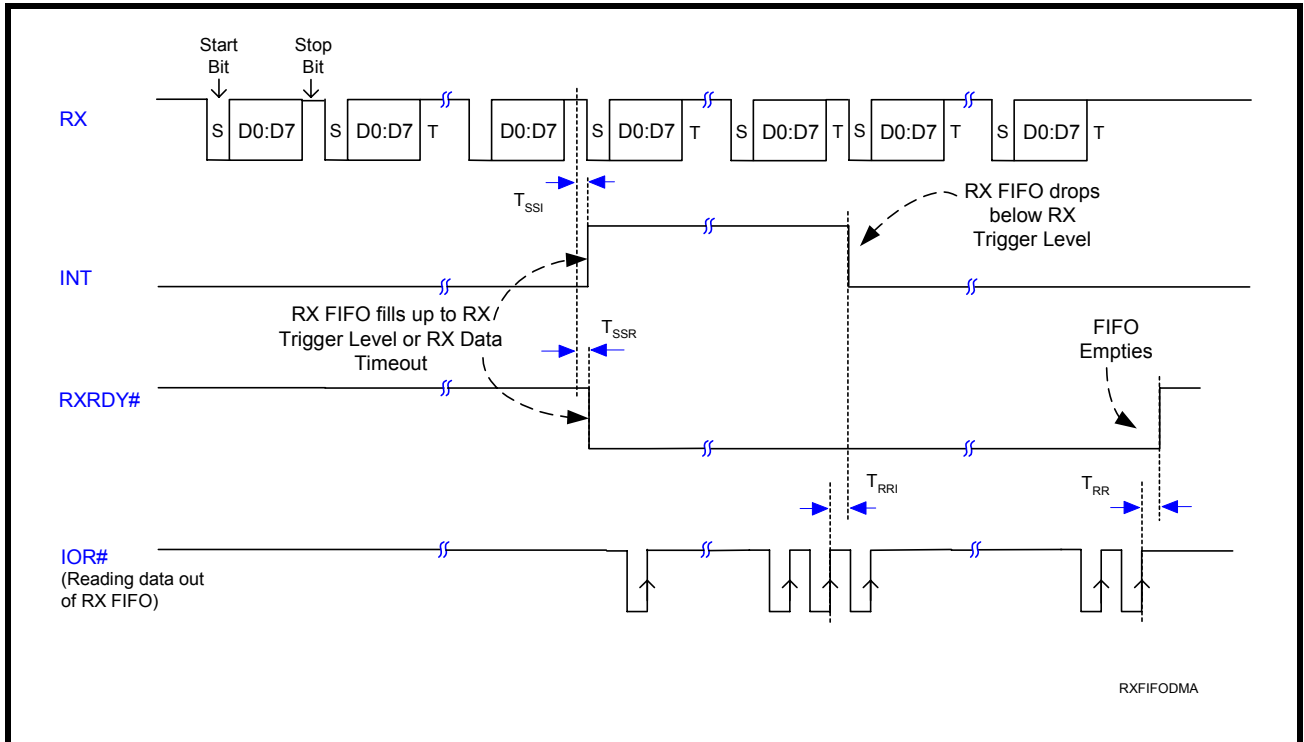 Start
Bit
Stop
Bit
RX
S D0:D7 S D0:D7 T D0:D7 S D0:D7 T S D0:D7 T S D0:D7 T S D0:D7 T
TSSI
RX FIFO drops
below RX
Trigger Level
INT
RX FIFO fills up to RX
Trigger Level or RX Data
Timeout
TSSR
FIFO
Empties
RXRDY#
TRRI
TRR
IOR#
(Reading data out
of RX FIFO)
RXFIFODMA